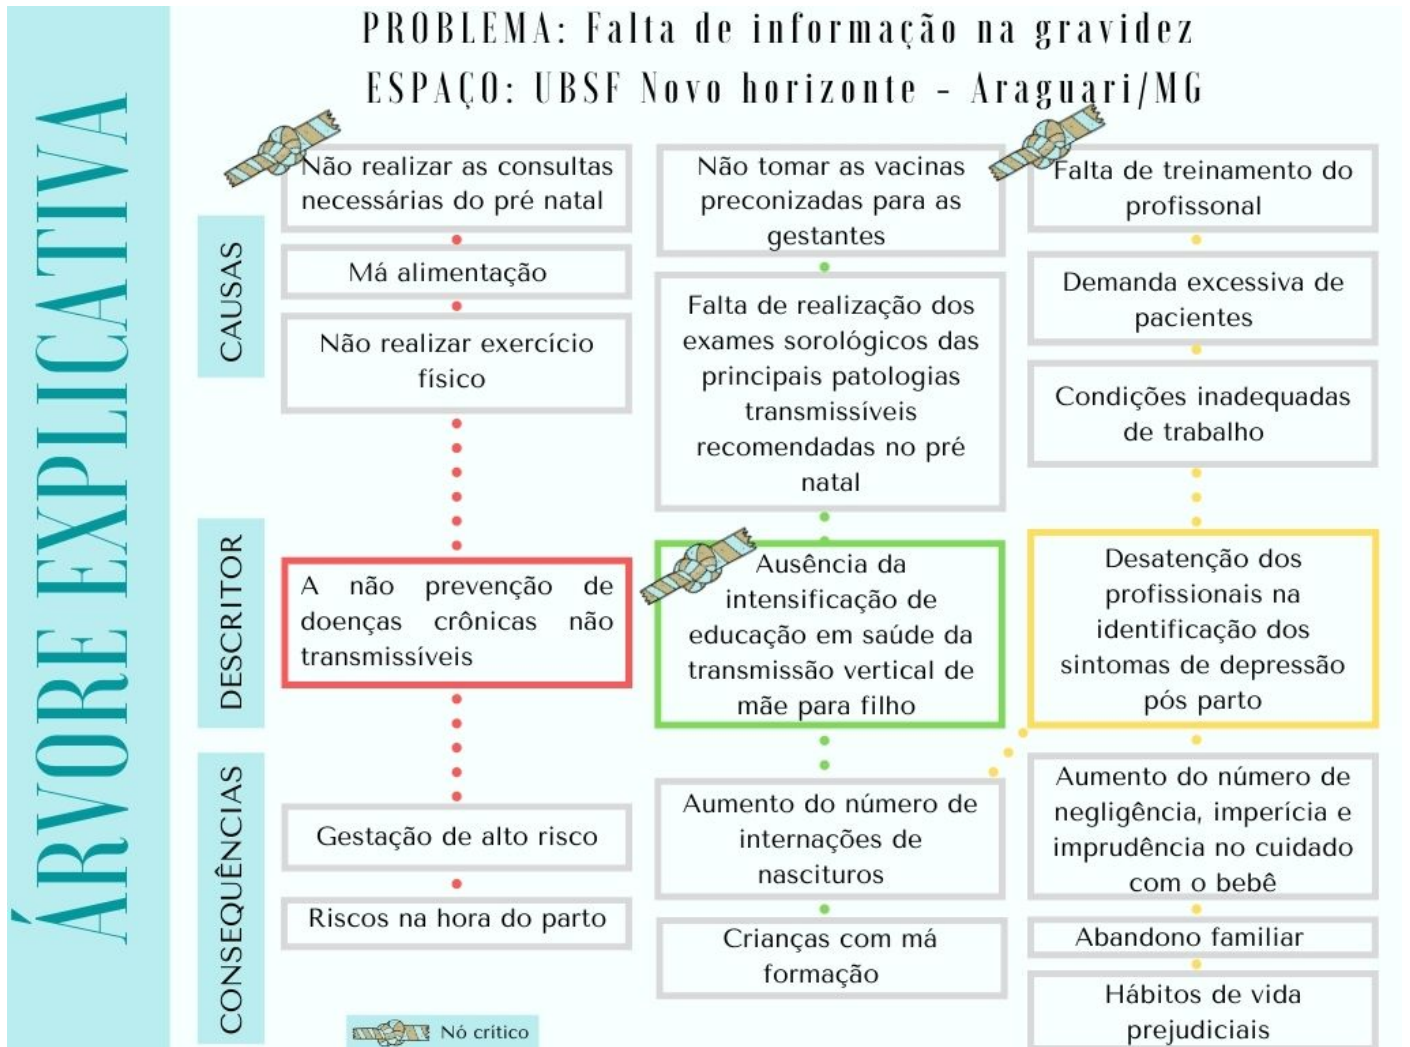 PROBLEMA: Falta de informação na gravidez
ESPAÇO: UBSF Novo horizonte - Araguari/MG
ÁRVORE EXPLICATIVA
CAUSAS
Não realizar as consultas
necessárias do pré natal
Má alimentação
Não realizar exercício
físico
Não tomar as vacinas
preconizadas para as
gestantes
Falta de realização dos
exames sorológicos das
principais patologias
transmissíveis
recomendadas no pré
natal
Falta de treinamento do
profissonal
Demanda excessiva de
pacientes
Condições inadequadas
de trabalho
DESCRITOR
A não prevenção de
doenças crônicas não
transmissíveis
Ausência da
intensificação de
educação em saúde da
transmissão vertical de
mãe para filho
Desatenção dos
profissionais na
identificação dos
sintomas de depressão
pós parto
CONSEQUÊNCIAS
Gestação de alto risco
Riscos na hora do parto
Aumento do número de
internações de
nascituros
Crianças com má
formação
Aumento do número de
negligência, imperícia e
imprudência no cuidado
com o bebê
Abandono familiar
Hábitos de vida
prejudiciais
Nó crítico